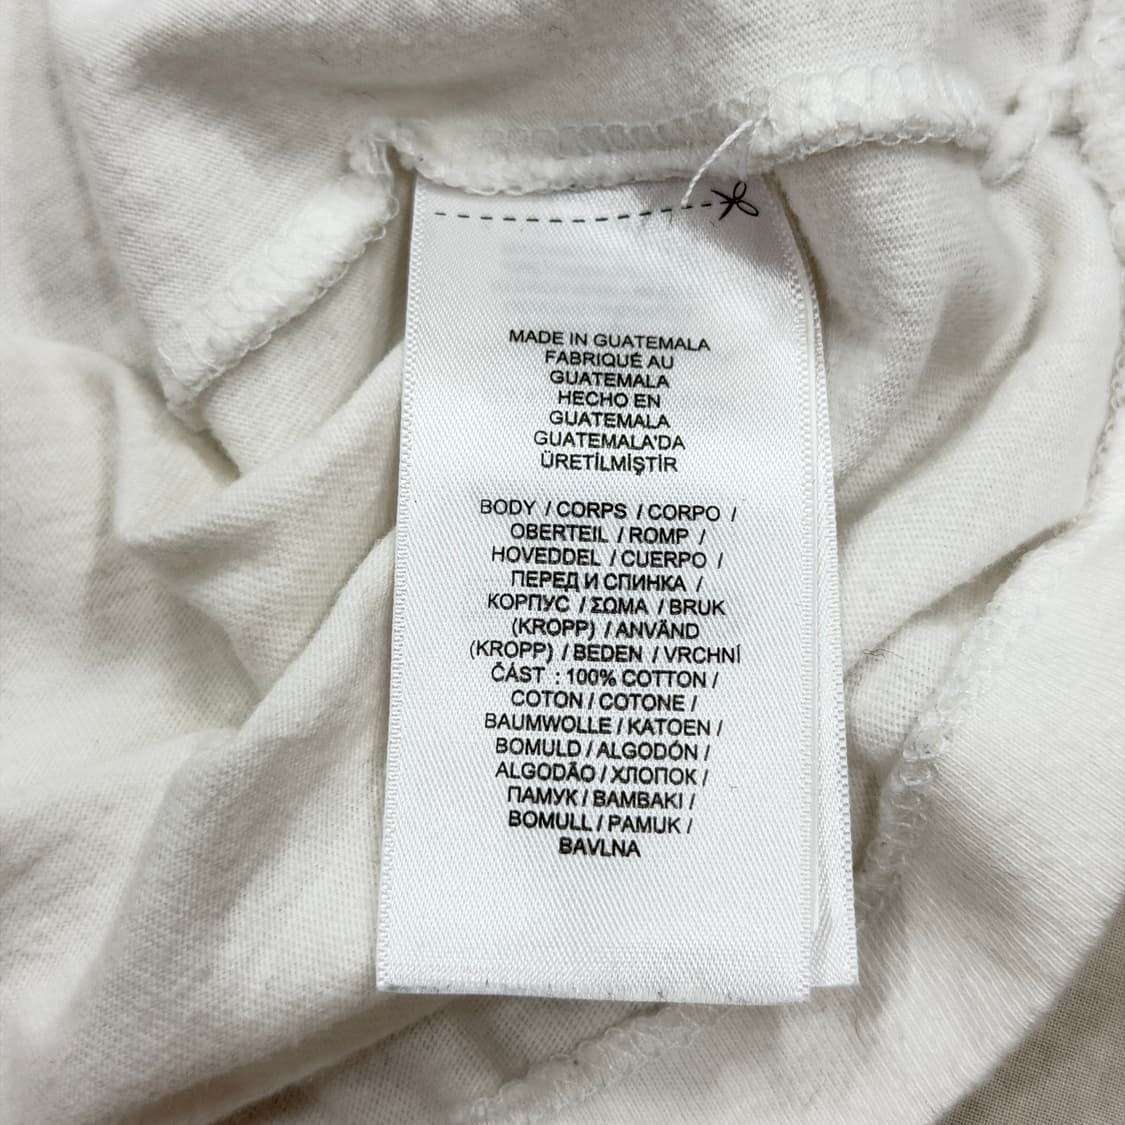 MADE IN GUATEMALA
FABRIQUÉ AU
GUATEMALA
HECHO EN
GUATEMALA
GUATEMALA'DA
ÜRETİLMİŞTİR
BODY / CORPS / CORPO /
OBERTEIL / ROMP /
HOVEDDEL / CUERPO /
ПЕРЕД И СПИНКА /
КОРПУС / ΣΩΜΑ / BRUK
(KROPP) / ANVÄND
(KROPP) / BEDEN / VRCHNÍ
ČÁST : 100% COTTON /
COTON / COTONE /
BAUMWOLLE / KATOEN /
BOMULD / ALGODÓN /
ALGODÃO / ХЛОПОК /
ПАМУК / BAMBAKI /
BOMULL / PAMUK /
BAVLNA